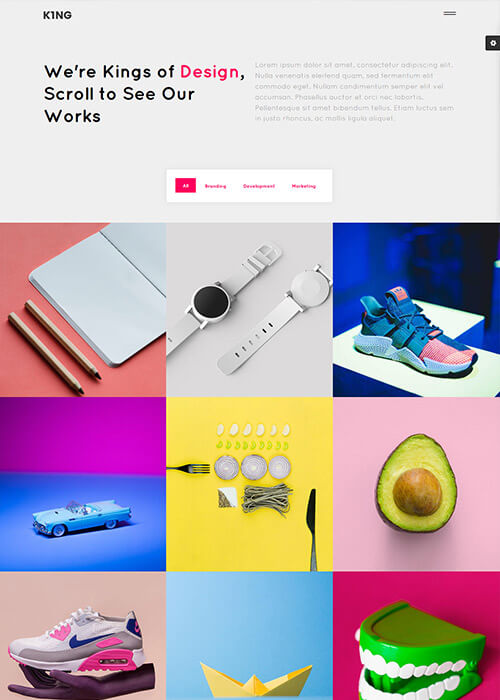 K1NG
We're Kings of Design,
Scroll to See Our
Works
Lorem ipsum dolor sit amet, consectetur adipiscing elit.
Nulla venenatis eleifend quam, sed fermentum elit
commodo eget. Nullam condimentum semper elit vel
accumsan. Phasellus auctor et orci nec lobortis.
Pellentesque sit amet bibendum tellus. Etiam luctus sem
in justo rhoncus, ac mollis ligula aliquet.
All Branding Development Marketing